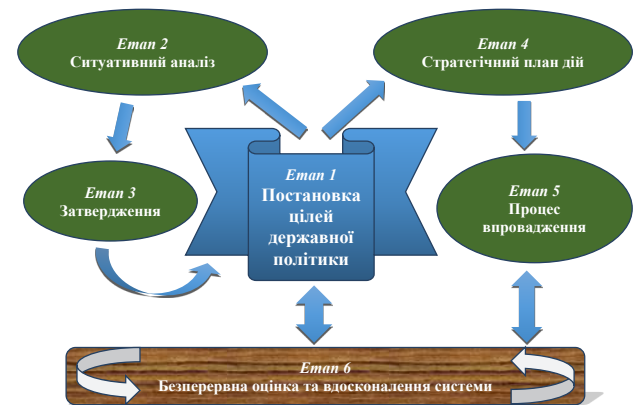 Етап 2
Ситуативний аналіз
Етап 4
Стратегічний план дій
Етап 1
Постановка
цілей
державної
політики
Етап 3
Затвердження
Етап 5
Процес
впровадження
Етап 6
Безперервна оцінка та вдосконалення системи